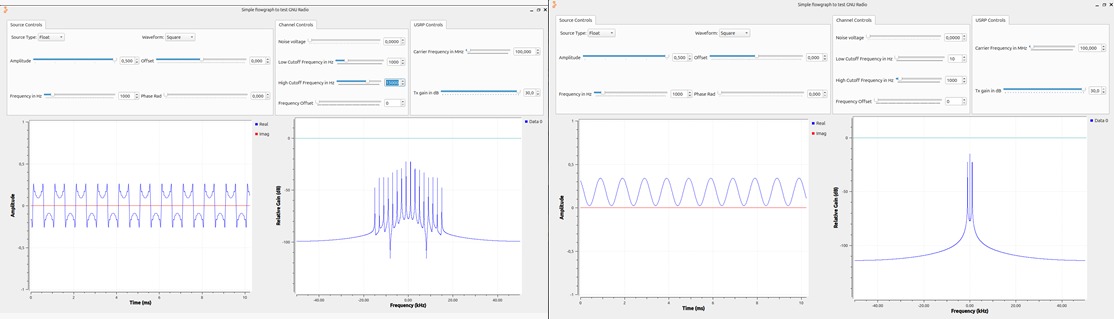 Simple flowgraph to test GNU Radio
Source Controls
Source Type: Float
Waveform: Square
Amplitude 0,500
Offset 0,000
Frequency in Hz 1000
Phase Rad 0,000
Channel Controls
Noise voltage 0,0000
Low Cutoff Frequency in Hz 1000
High Cutoff Frequency in Hz
Frequency Offset 0
USRP Controls
Carrier Frequency in MHz 100,000
Tx gain in dB 30,0
Real
Imag
Amplitude
1
0,5
0
-0,5
-1
0 2 4 6 8 10
Time (ms)
Data 0
Relative Gain (dB)
0
-50
-100
-40.00 -20.00 0.00 20.00 40.00
Frequency (kHz)
Simple flowgraph to test GNU Radio
Source Controls
Source Type: Float
Waveform: Square
Amplitude 0,500
Offset 0,000
Frequency in Hz 1000
Phase Rad 0,000
Channel Controls
Noise voltage 0,0000
Low Cutoff Frequency in Hz 10
High Cutoff Frequency in Hz 1000
Frequency Offset 0
USRP Controls
Carrier Frequency in MHz 100,000
Tx gain in dB 30,0
Real
Imag
Amplitude
1
0,5
0
-0,5
-1
0 2 4 6 8 10
Time (ms)
Data 0
Relative Gain (dB)
0
-50
-100
-40.00 -20.00 0.00 20.00 40.00
Frequency (kHz)